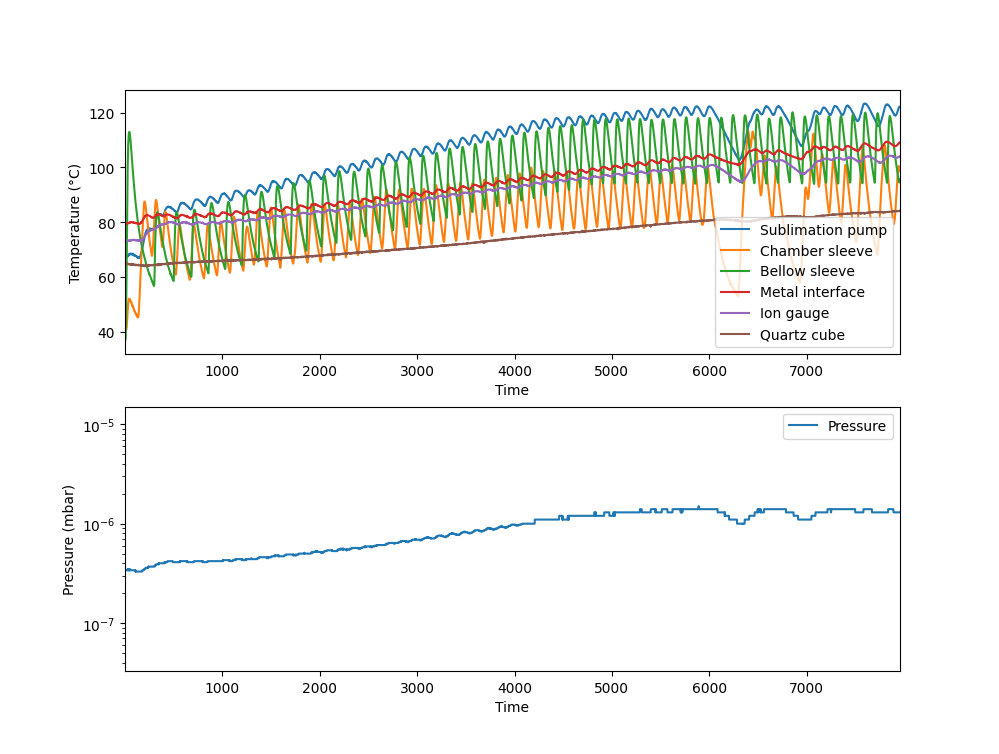 120
100
80
60
40
Temperature (°C)
1000 2000 3000 4000 5000 6000 7000
Time
Sublimation pump
Chamber sleeve
Bellow sleeve
Metal interface
Ion gauge
Quartz cube
10⁻⁵
10⁻⁶
10⁻⁷
Pressure (mbar)
Pressure
1000 2000 3000 4000 5000 6000 7000
Time